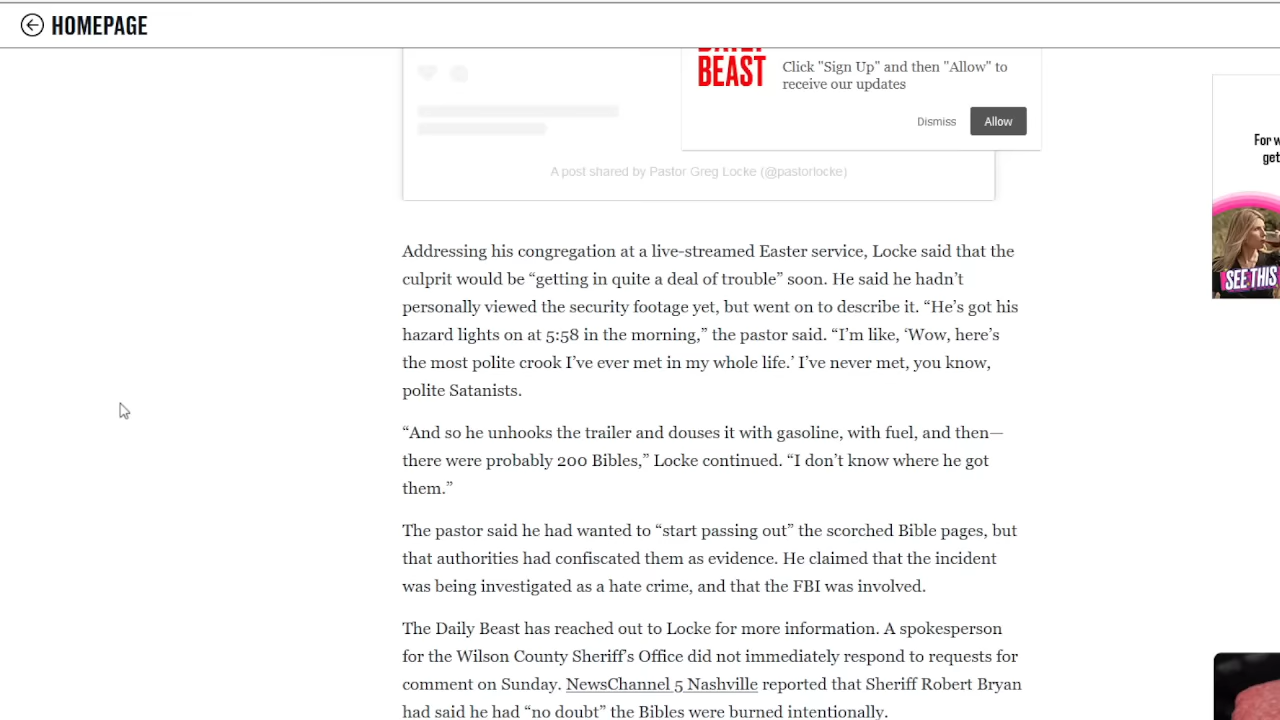 HOMEPAGE
BEAST
Click "Sign Up" and then "Allow" to
receive our updates
Dismiss
Allow
A post shared by Pastor Greg Locke (@pastorlocke)
For w
get
SEE THIS
Addressing his congregation at a live-streamed Easter service, Locke said that the
culprit would be “getting in quite a deal of trouble” soon. He said he hadn’t
personally viewed the security footage yet, but went on to describe it. “He’s got his
hazard lights on at 5:58 in the morning,” the pastor said. “I’m like, ‘Wow, here’s
the most polite crook I’ve ever met in my whole life.’ I’ve never met, you know,
polite Satanists.
“And so he unhooks the trailer and douses it with gasoline, with fuel, and then—
there were probably 200 Bibles,” Locke continued. “I don’t know where he got
them.”
The pastor said he had wanted to “start passing out” the scorched Bible pages, but
that authorities had confiscated them as evidence. He claimed that the incident
was being investigated as a hate crime, and that the FBI was involved.
The Daily Beast has reached out to Locke for more information. A spokesperson
for the Wilson County Sheriff’s Office did not immediately respond to requests for
comment on Sunday. NewsChannel 5 Nashville reported that Sheriff Robert Bryan
had said he had “no doubt” the Bibles were burned intentionally.